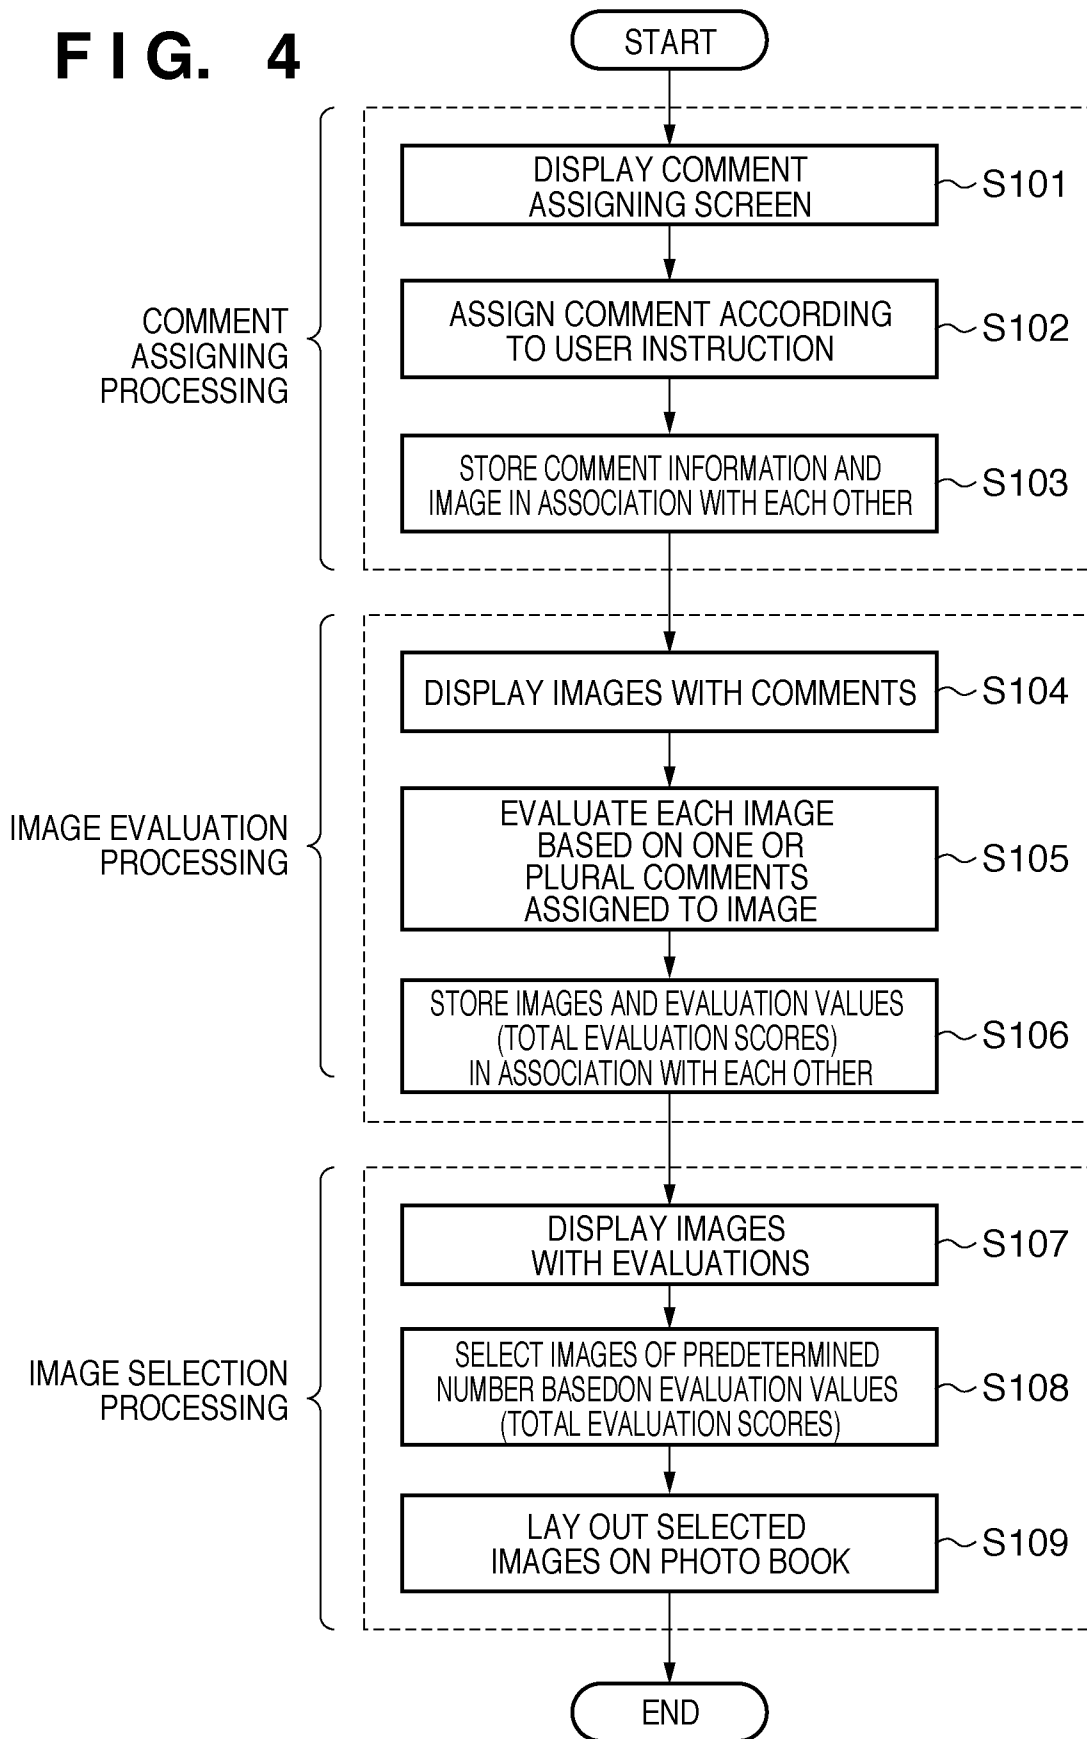 FIG. 4
START
COMMENT
ASSIGNING
PROCESSING
DISPLAY COMMENT
ASSIGNING SCREEN
S101
ASSIGN COMMENT ACCORDING
TO USER INSTRUCTION
S102
STORE COMMENT INFORMATION AND
IMAGE IN ASSOCIATION WITH EACH OTHER
S103
IMAGE EVALUATION
PROCESSING
DISPLAY IMAGES WITH COMMENTS
S104
EVALUATE EACH IMAGE
BASED ON ONE OR
PLURAL COMMENTS
ASSIGNED TO IMAGE
S105
STORE IMAGES AND EVALUATION VALUES
(TOTAL EVALUATION SCORES)
IN ASSOCIATION WITH EACH OTHER
S106
IMAGE SELECTION
PROCESSING
DISPLAY IMAGES
WITH EVALUATIONS
S107
SELECT IMAGES OF PREDETERMINED
NUMBER BASEDON EVALUATION VALUES
(TOTAL EVALUATION SCORES)
S108
LAY OUT SELECTED
IMAGES ON PHOTO BOOK
S109
END